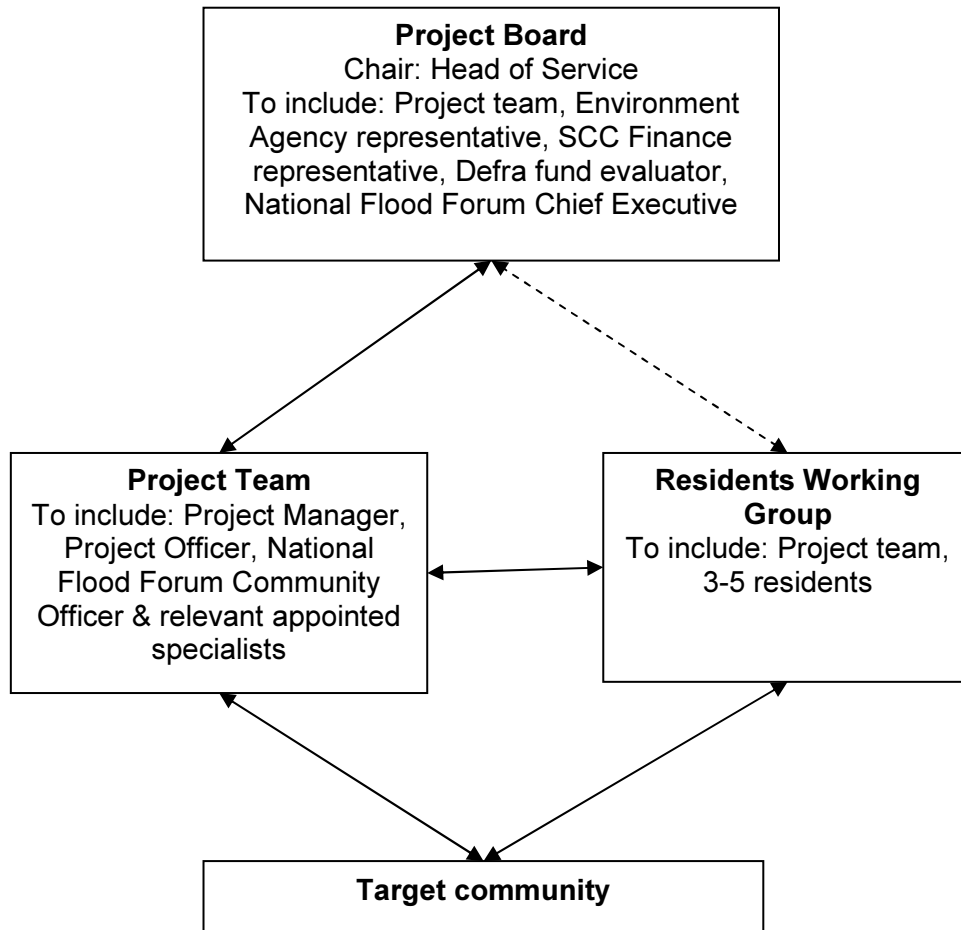 Project Board
Chair: Head of Service
To include: Project team, Environment
Agency representative, SCC Finance
representative, Defra fund evaluator,
National Flood Forum Chief Executive
Project Team
To include: Project Manager,
Project Officer, National
Flood Forum Community
Officer & relevant appointed
specialists
Residents Working
Group
To include: Project team,
3-5 residents
Target community